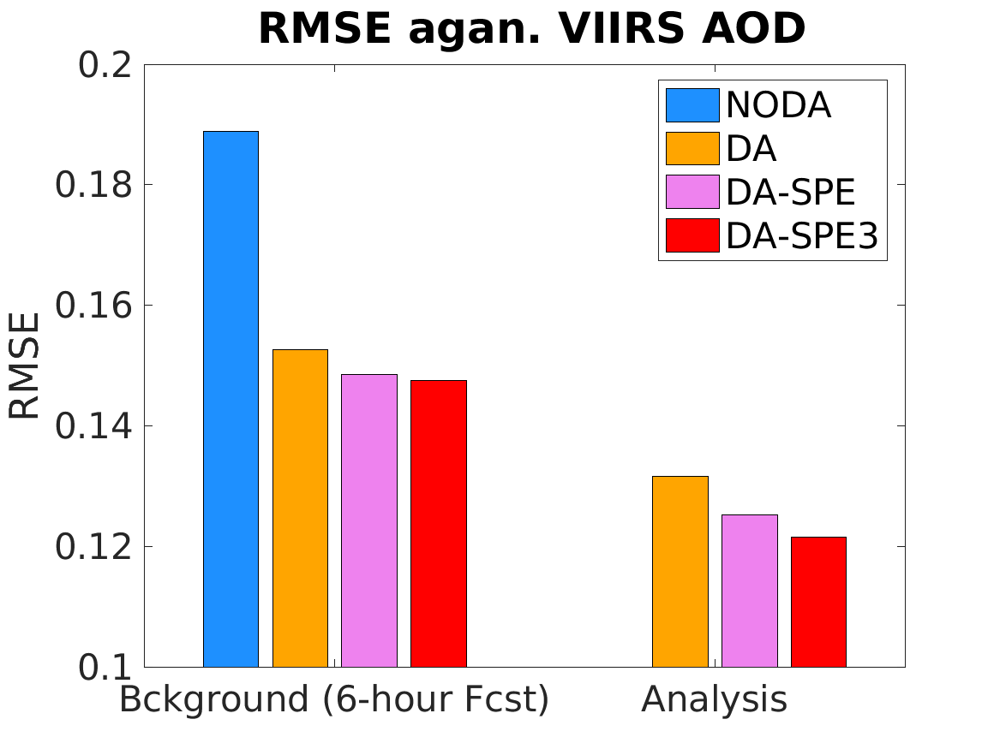 RMSE agan. VIIRS AOD
0.2
0.18
0.16
0.14
0.12
0.1
RMSE
NODA
DA
DA-SPE
DA-SPE3
Bckground (6-hour Fcst)
Analysis